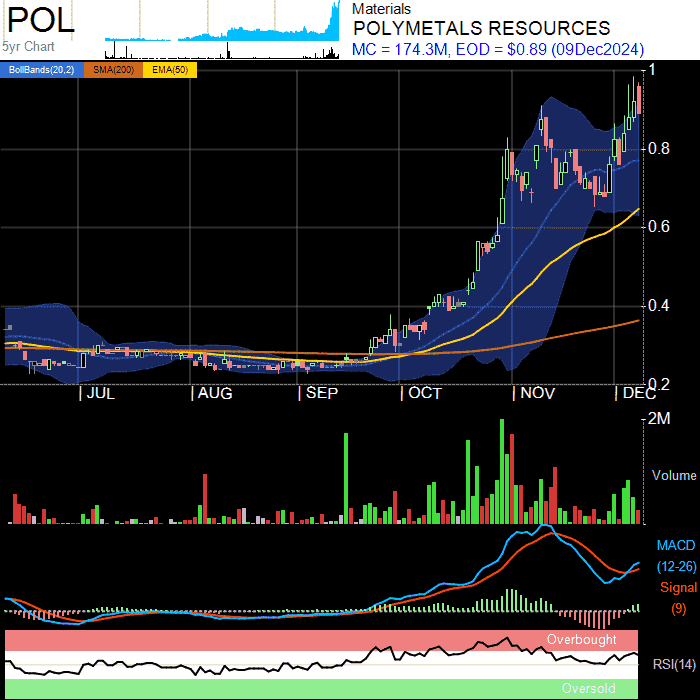 POL
5yr Chart
Materials
POLYMETALS RESOURCES
MC = 174.3M, EOD = $0.89 (09Dec2024)
BollBands(20,2) SMA(200) EMA(50)
1
0.8
0.6
0.4
0.2
JUL AUG SEP OCT NOV DEC
2M
Volume
MACD
(12-26)
Signal
(9)
Overbought
RSI(14)
Oversold